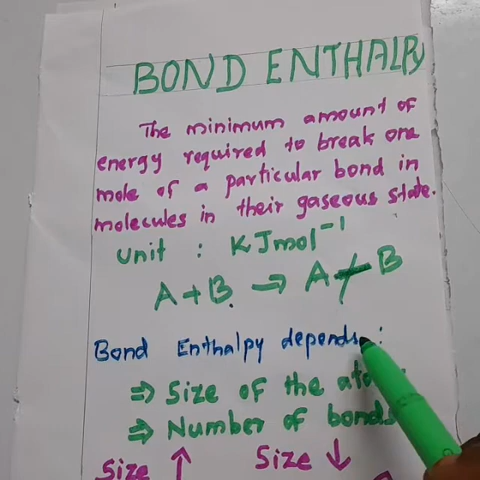 BOND ENTHALPY
The minimum amount of
energy required to break one
mole of a particular bond in
molecules in their gaseous state.
Unit : KJmol⁻¹
A + B → A - B
Bond Enthalpy depends :
⇒ Size of the
⇒ Number of bonds
Size ↑ Size ↓